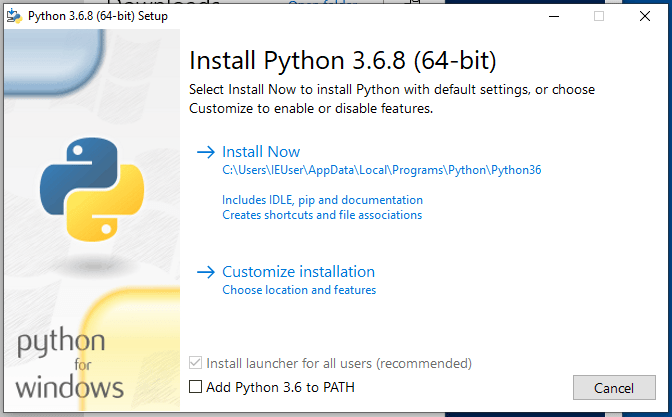 Downloads
Open folder
Python 3.6.8 (64-bit) Setup
Install Python 3.6.8 (64-bit)
Select Install Now to install Python with default settings, or choose
Customize to enable or disable features.
Install Now
C:\Users\IEUser\AppData\Local\Programs\Python\Python36
Includes IDLE, pip and documentation
Creates shortcuts and file associations
Customize installation
Choose location and features
python
for
windows
Install launcher for all users (recommended)
Add Python 3.6 to PATH
Cancel